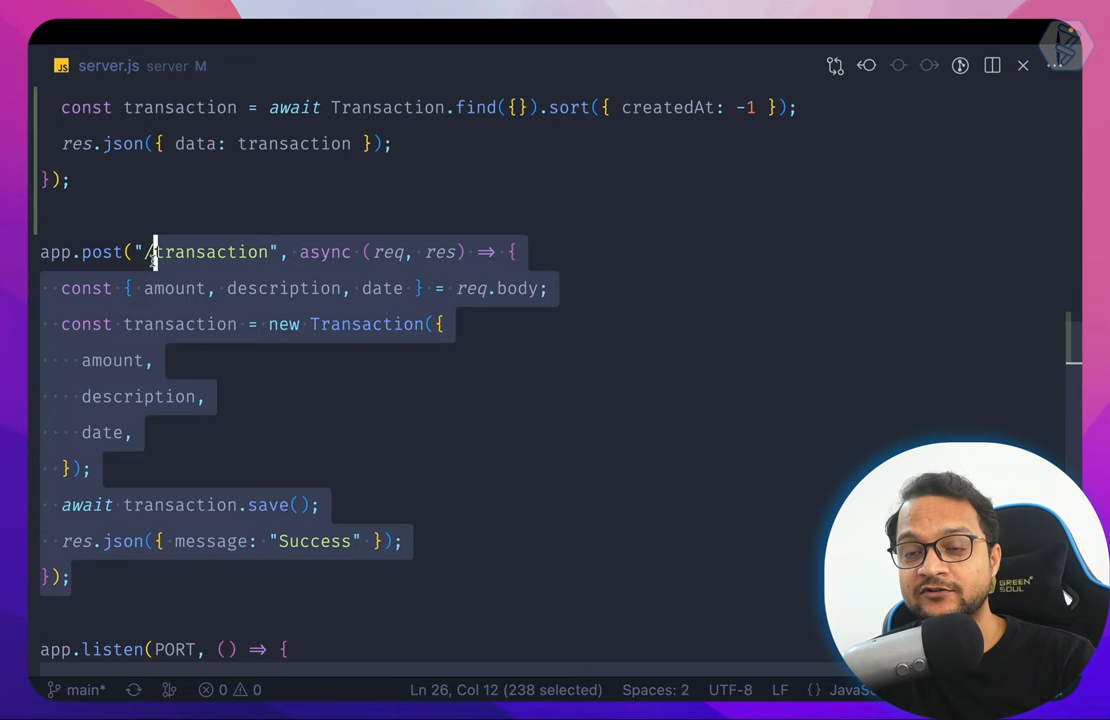 JS server.js server M
const transaction = await Transaction.find({}).sort({ createdAt: -1 });
res.json({ data: transaction });
});
app.post("/transaction", async (req, res) => {
const { amount, description, date } = req.body;
const transaction = new Transaction({
amount,
description,
date,
});
await transaction.save();
res.json({ message: "Success" });
});
app.listen(PORT, () => {
main* 0 0 Ln 26, Col 12 (238 selected) Spaces: 2 UTF-8 LF {}
GREEN
SOUL